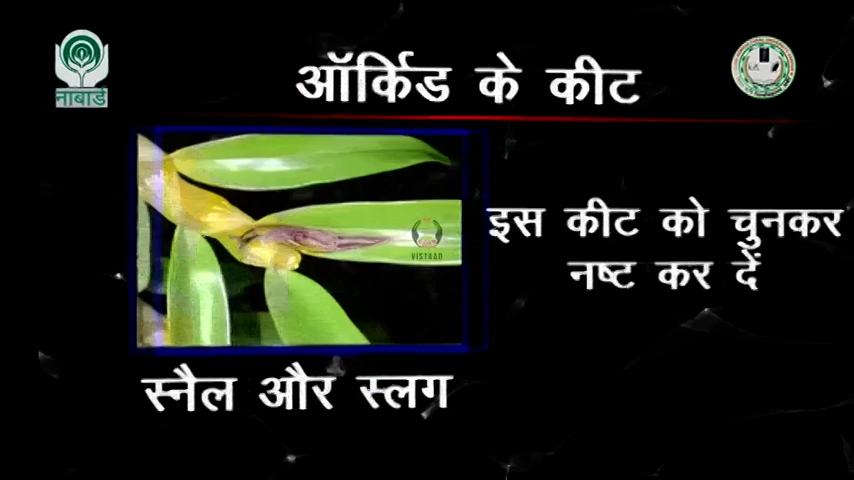 नाबार्ड
ऑर्किड के कीट
इस कीट को चुनकर
नष्ट कर दें
VISTAAR
स्नैल और स्लग